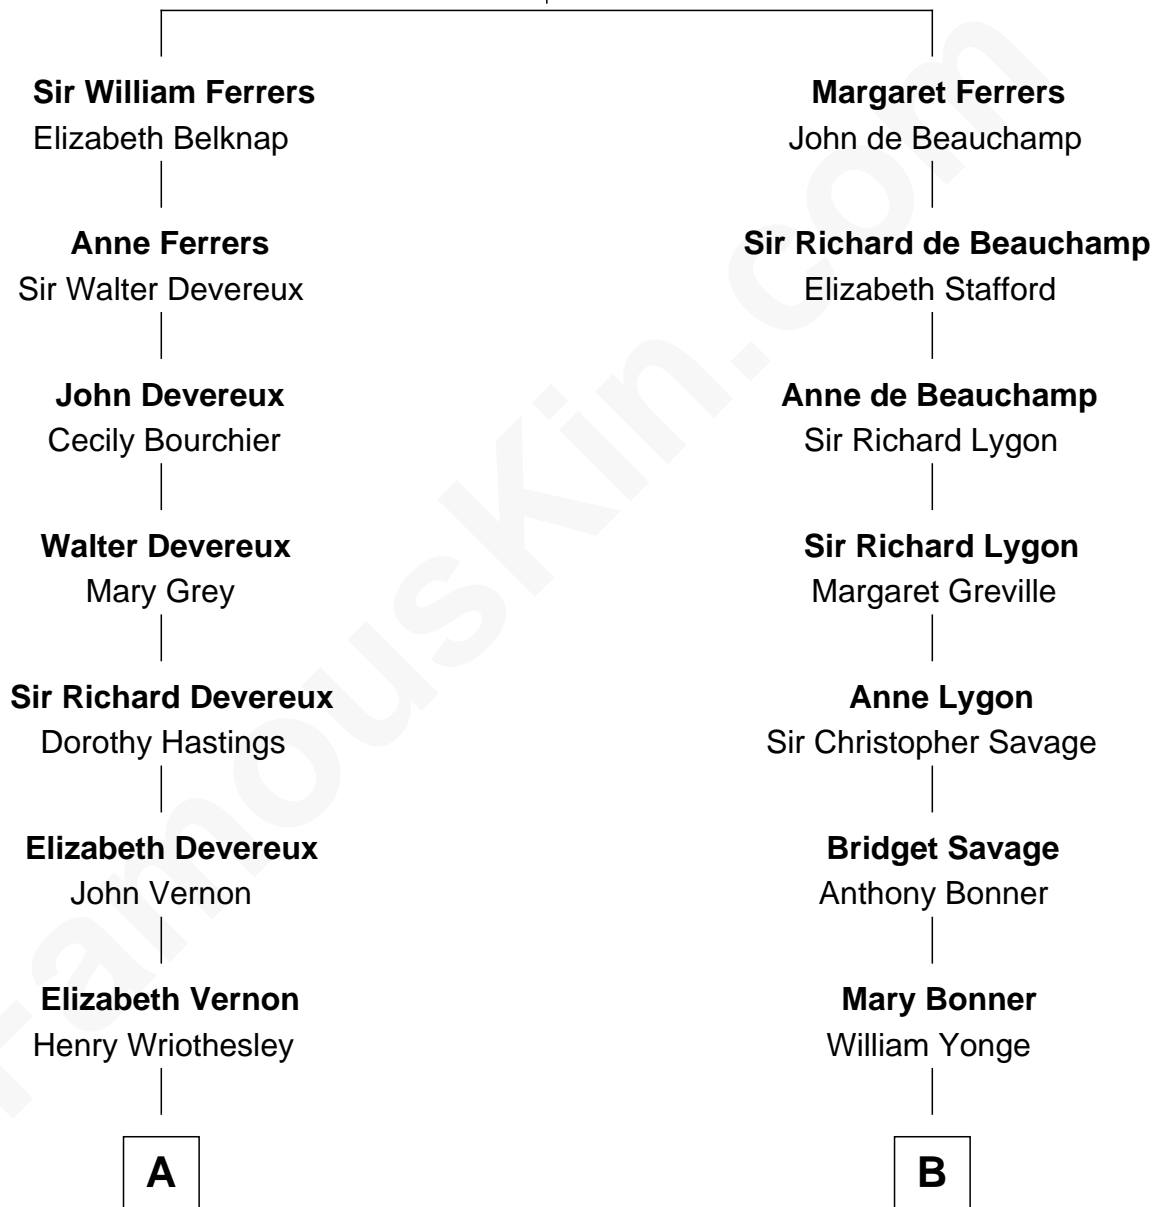 Sir William Ferrers
Elizabeth Belknap
Margaret Ferrers
John de Beauchamp
Anne Ferrers
Sir Walter Devereux
Sir Richard de Beauchamp
Elizabeth Stafford
John Devereux
Cecily Bourchier
Anne de Beauchamp
Sir Richard Lygon
Walter Devereux
Mary Grey
Sir Richard Lygon
Margaret Greville
Sir Richard Devereux
Dorothy Hastings
Anne Lygon
Sir Christopher Savage
Elizabeth Devereux
John Vernon
Bridget Savage
Anthony Bonner
Elizabeth Vernon
Henry Wriothesley
Mary Bonner
William Yonge
A
B
FamousKin.com